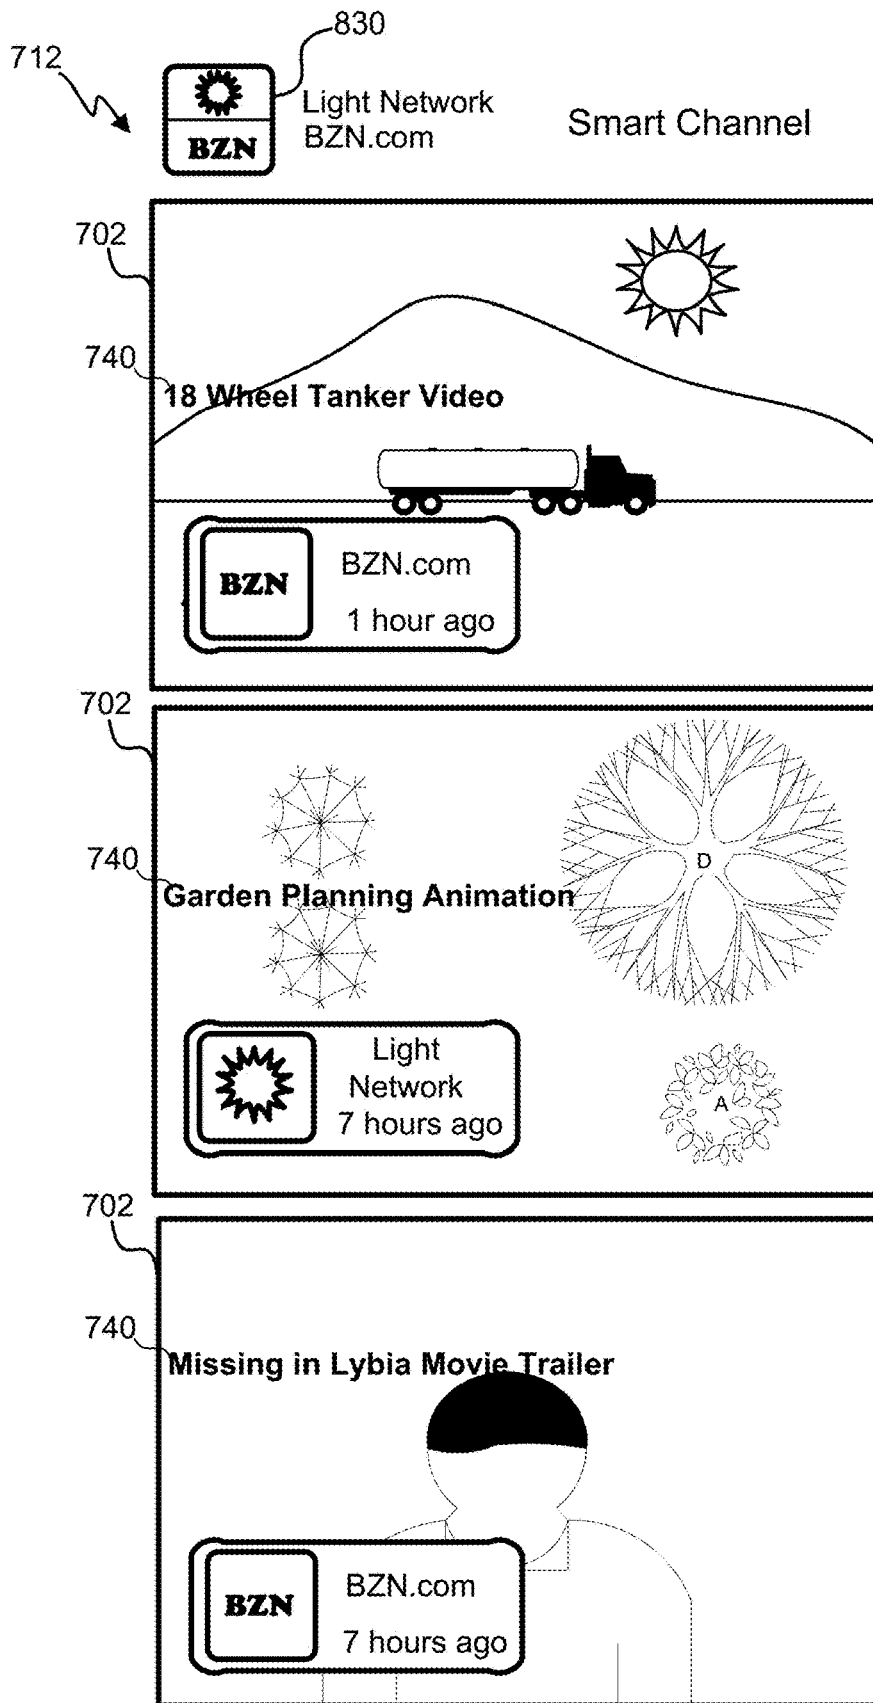 830
712
Light Network
BZN.com
Smart Channel
BZN
702
740
18 Wheel Tanker Video
BZN
BZN.com
1 hour ago
702
D
740
Garden Planning Animation
Light
Network
7 hours ago
A
702
740
Missing in Lybia Movie Trailer
BZN
BZN.com
7 hours ago